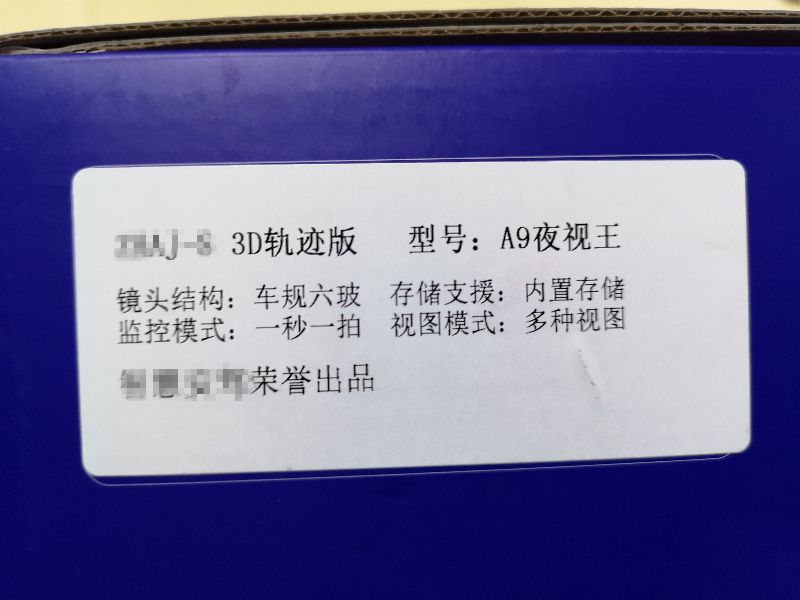 3D轨迹版 型号：A9夜视王
镜头结构：车规六玻 存储支援：内置存储
监控模式：一秒一拍 视图模式：多种视图
荣誉出品